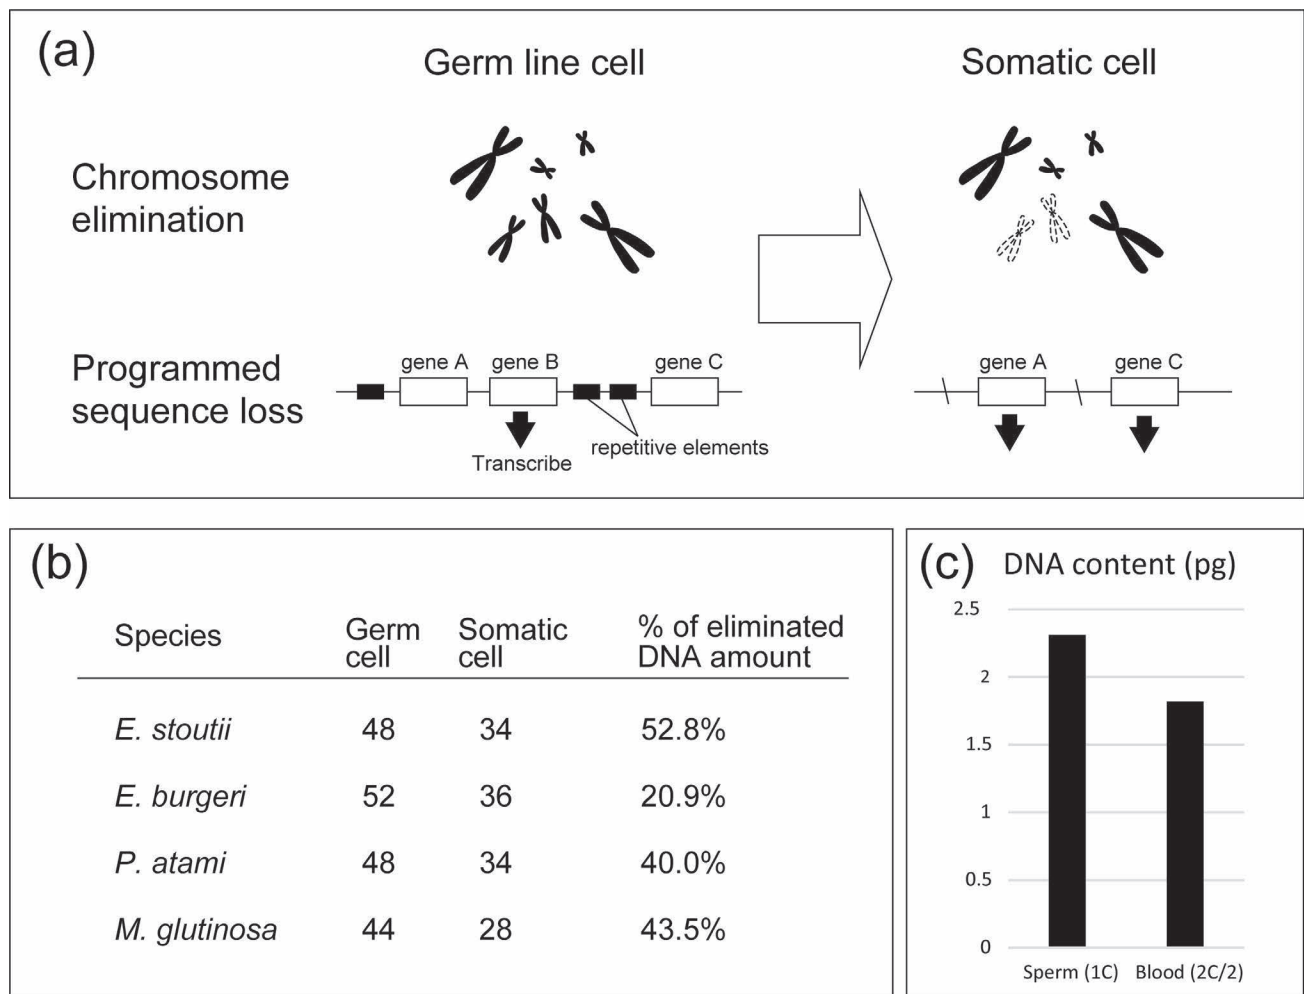 (a)
Germ line cell
Somatic cell
Chromosome
elimination
Programmed
sequence loss
gene A
gene B
gene C
Transcribe
repetitive elements
gene A
gene C
(b)
Species
Germ
cell
Somatic
cell
% of eliminated
DNA amount
E. stoutii 48 34 52.8%
E. burgeri 52 36 20.9%
P. atami 48 34 40.0%
M. glutinosa 44 28 43.5%
(c)
DNA content (pg)
2.5
2
1.5
1
0.5
0
Sperm (1C)
Blood (2C/2)